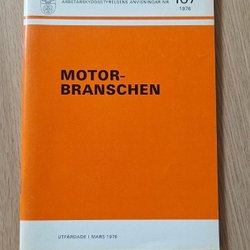 ARBETARSKYDDSSTYRELSENS ANVISNINGAR NR 107
1976
MOTOR-
BRANSCHEN
UTFÄRDADE I MARS 1976